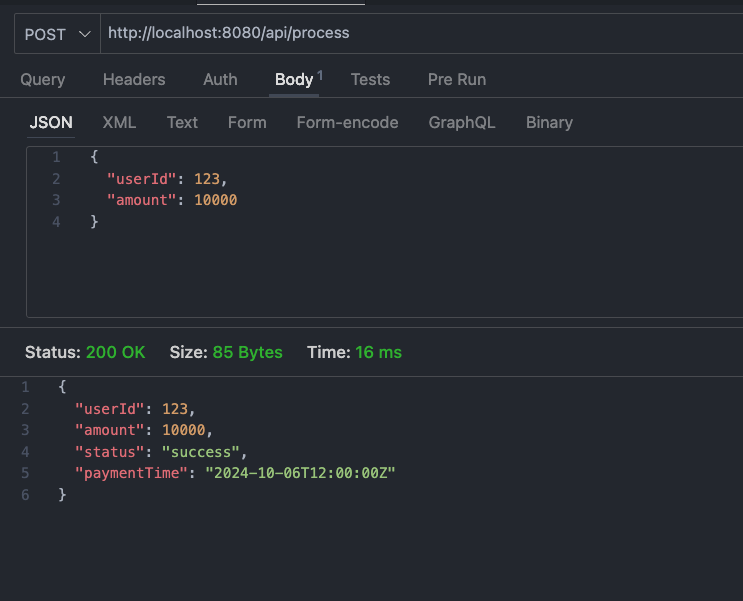 POST http://localhost:8080/api/process
Query Headers Auth Body 1 Tests Pre Run
JSON XML Text Form Form-encode GraphQL Binary
1 {
2 "userId": 123,
3 "amount": 10000
4 }
Status: 200 OK Size: 85 Bytes Time: 16 ms
1 {
2 "userId": 123,
3 "amount": 10000,
4 "status": "success",
5 "paymentTime": "2024-10-06T12:00:00Z"
6 }